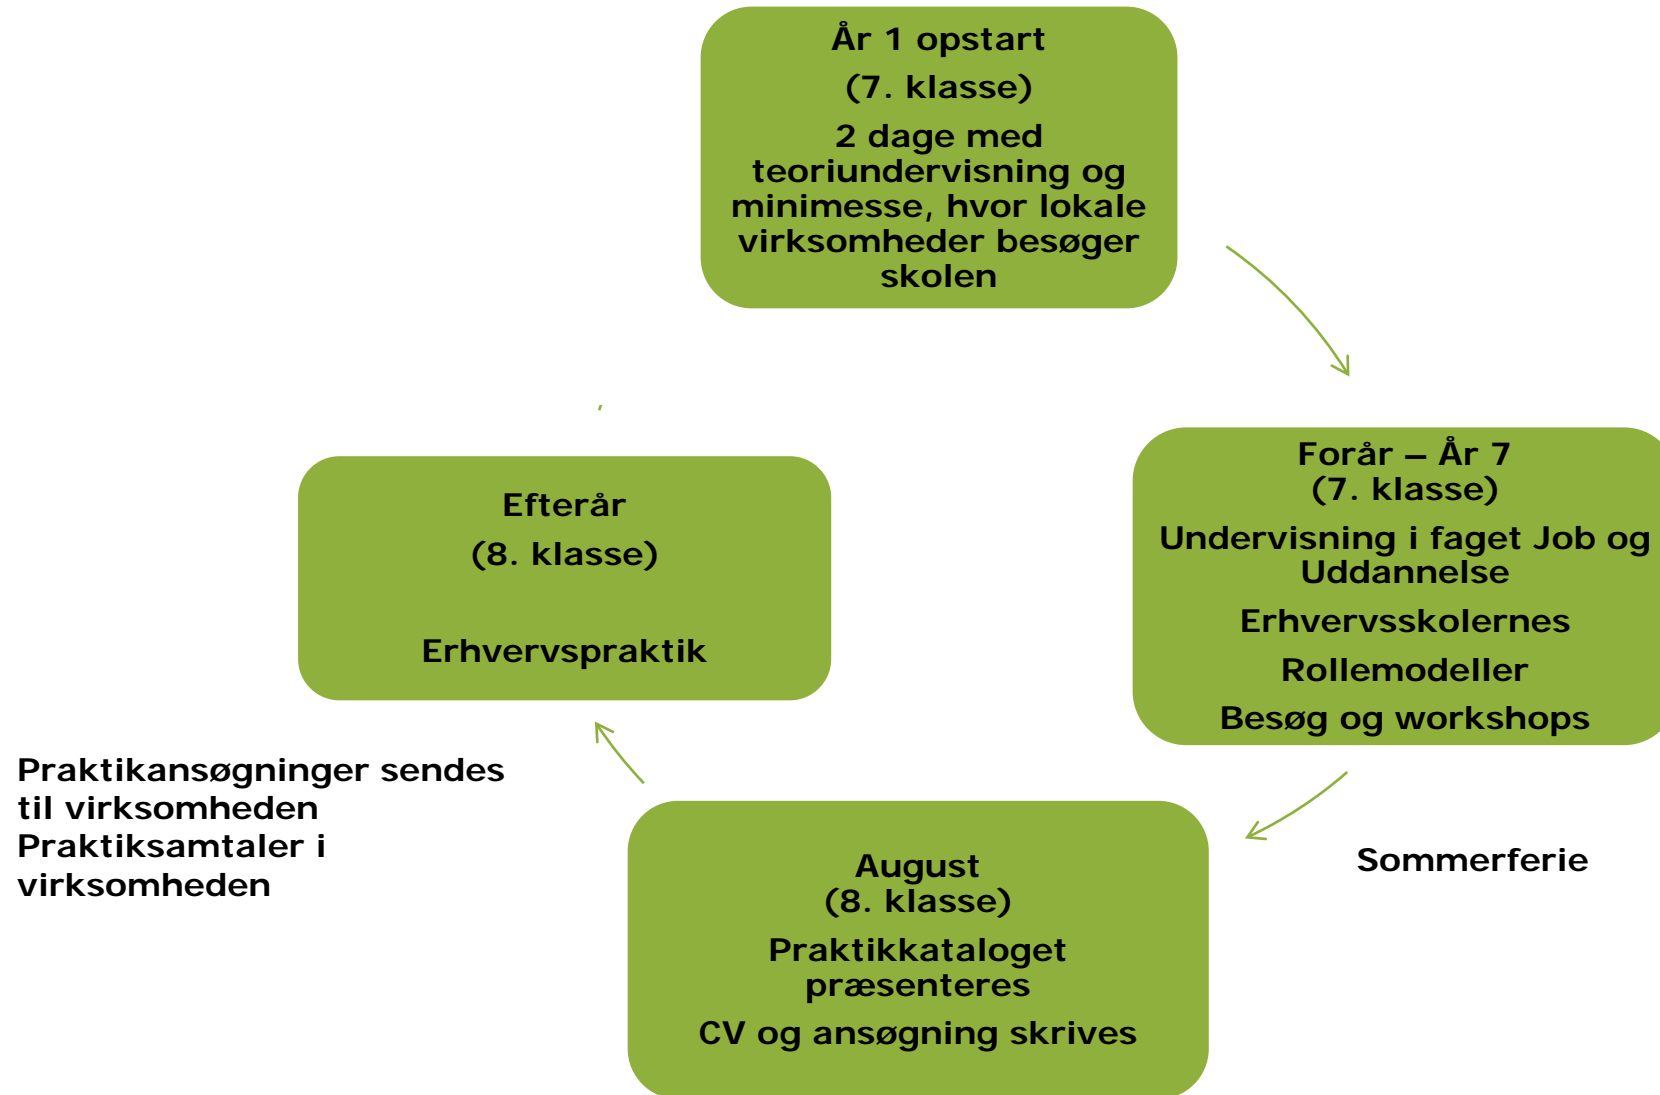 År 1 opstart
(7. klasse)
2 dage med
teoriundervisning og
minimesse, hvor lokale
virksomheder besøger
skolen
Forår – År 7
(7. klasse)
Undervisning i faget Job og
Uddannelse
Erhvervsskolernes
Rollemodeller
Besøg og workshops
Sommerferie
August
(8. klasse)
Praktikkataloget
præsenteres
CV og ansøgning skrives
Praktikansøgninger sendes
til virksomheden
Praktiksamtaler i
virksomheden
Efterår
(8. klasse)
Erhvervspraktik